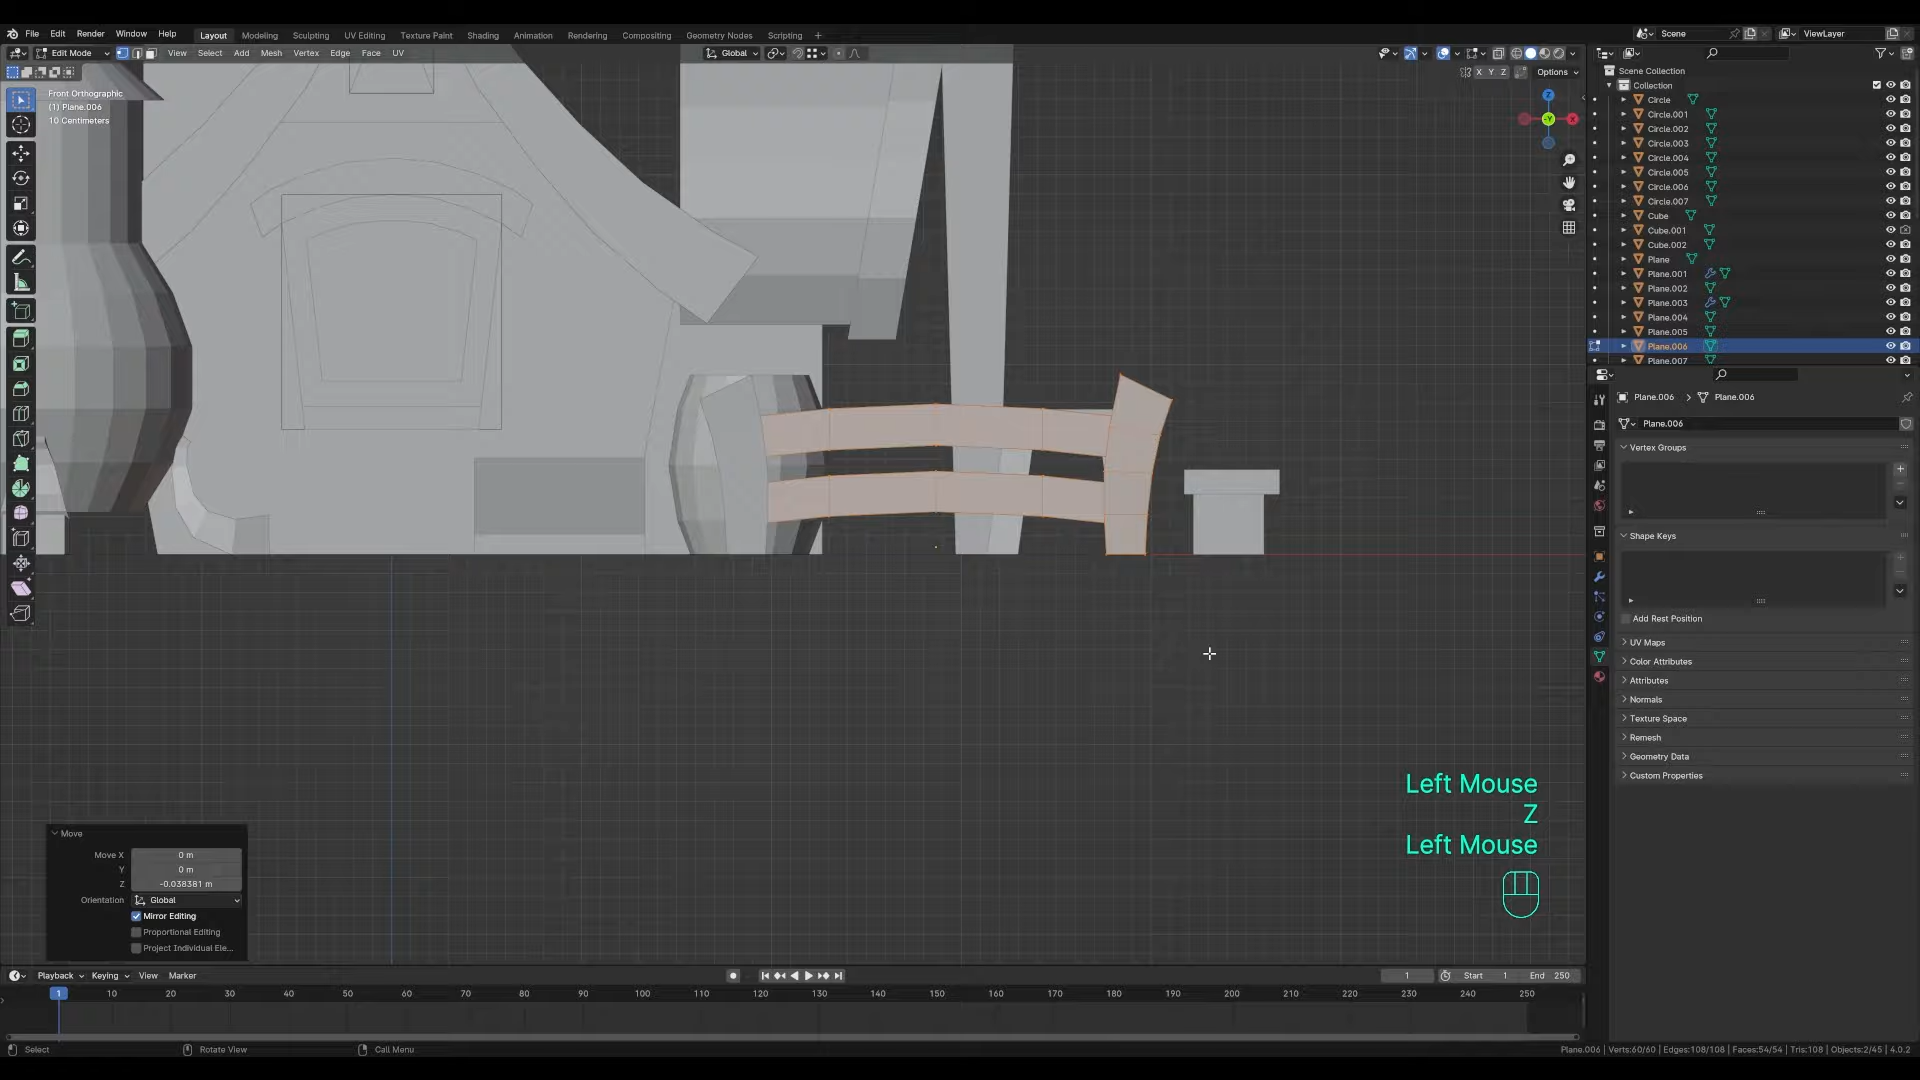 File Edit Render Window Help Layout Modeling Sculpting UV Editing Texture Paint Shading Animation Rendering Compositing Geometry Nodes Scripting + Scene ViewLayer
Edit Mode View Select Add Mesh Vertex Edge Face UV Global
X Y Z Options
Front Orthographic
(1) Plane.006
10 Centimeters
Z
-Y
X
Scene Collection
Collection
Circle
Circle.001
Circle.002
Circle.003
Circle.004
Circle.005
Circle.006
Circle.007
Cube
Cube.001
Cube.002
Plane
Plane.001
Plane.002
Plane.003
Plane.004
Plane.005
Plane.006
Plane.007
Plane.006 > Plane.006
Plane.006
Vertex Groups
Shape Keys
Add Rest Position
UV Maps
Color Attributes
Attributes
Normals
Texture Space
Remesh
Geometry Data
Custom Properties
Left Mouse
Z
Left Mouse
Move
Move X 0 m
Y 0 m
Z -0.038381 m
Orientation Global
Mirror Editing
Proportional Editing
Project Individual Ele...
Playback Keying View Marker 1 Start 1 End 250
1 10 20 30 40 50 60 70 80 90 100 110 120 130 140 150 160 170 180 190 200 210 220 230 240 250
Select Rotate View Call Menu Plane.006 | Verts:60/60 | Edges:108/108 | Faces:54/54 | Tris:108 | Objects:2/45 | 4.0.2